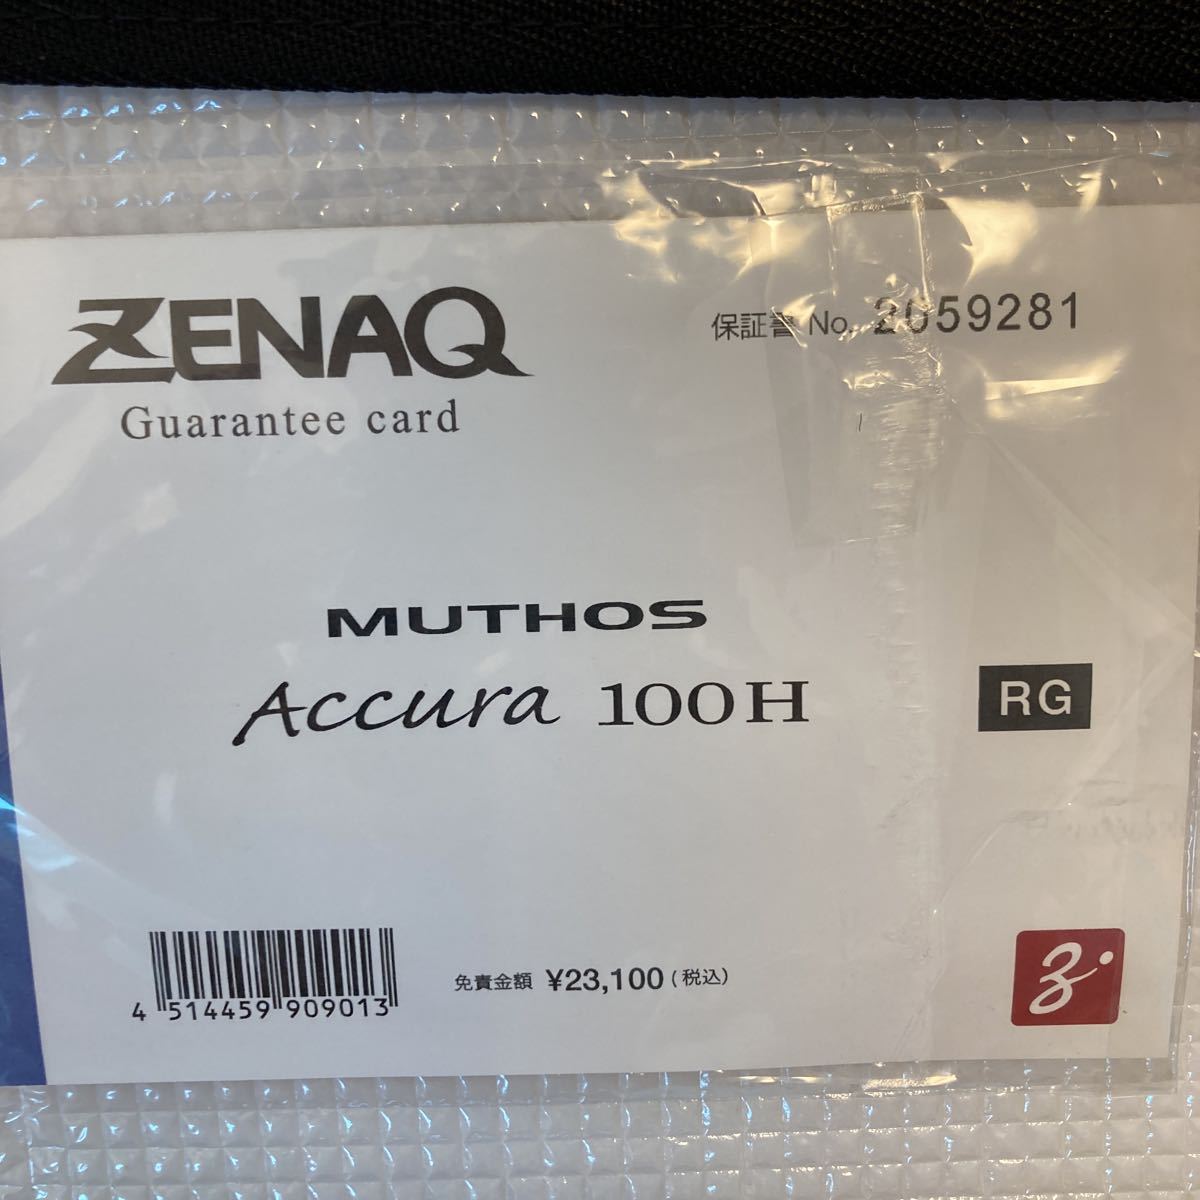 ZENAQ
Guarantee card
保証書 No. 2059281
MUTHOS
Accura 100H
RG
4 514459 909013
免責金額 ¥23,100(税込)